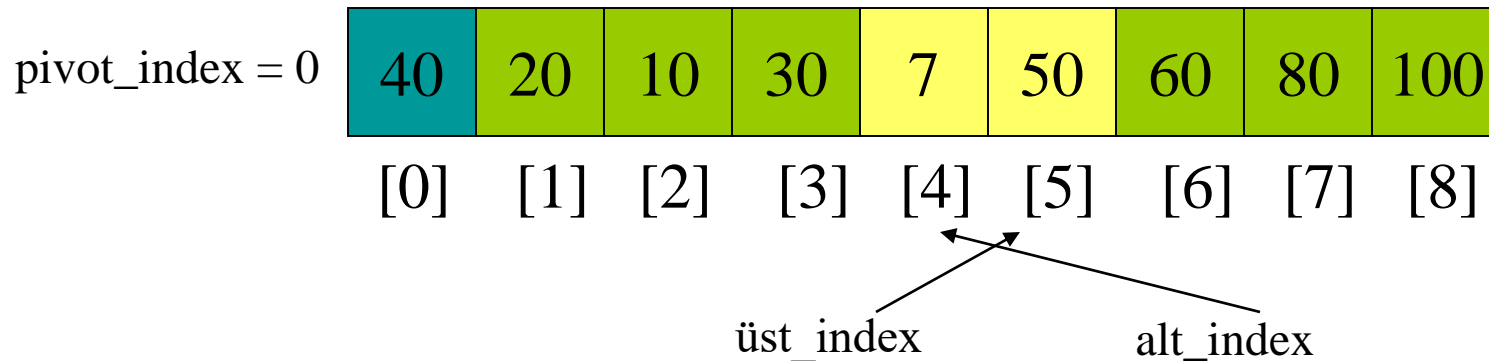 pivot_index = 0 40 20 10 30 7 50 60 80 100
[0] [1] [2] [3] [4] [5] [6] [7] [8]
üst_index alt_index